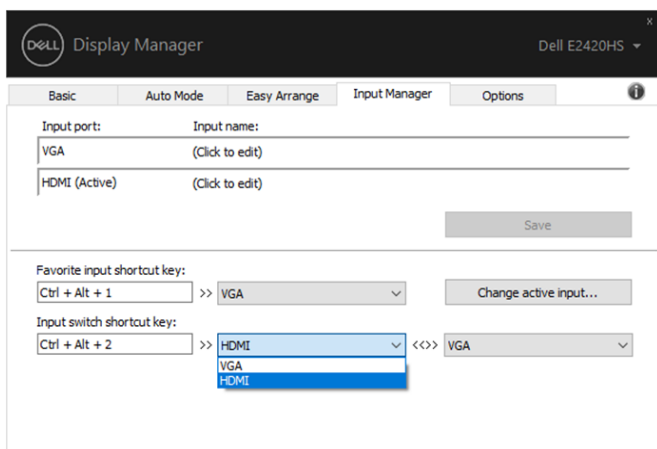 x
DELL Display Manager Dell E2420HS
Basic Auto Mode Easy Arrange Input Manager Options i
Input port: Input name:
VGA (Click to edit)
HDMI (Active) (Click to edit)
Save
Favorite input shortcut key:
Ctrl + Alt + 1 >> VGA Change active input...
Input switch shortcut key:
Ctrl + Alt + 2 >> HDMI <<>> VGA
VGA
HDMI